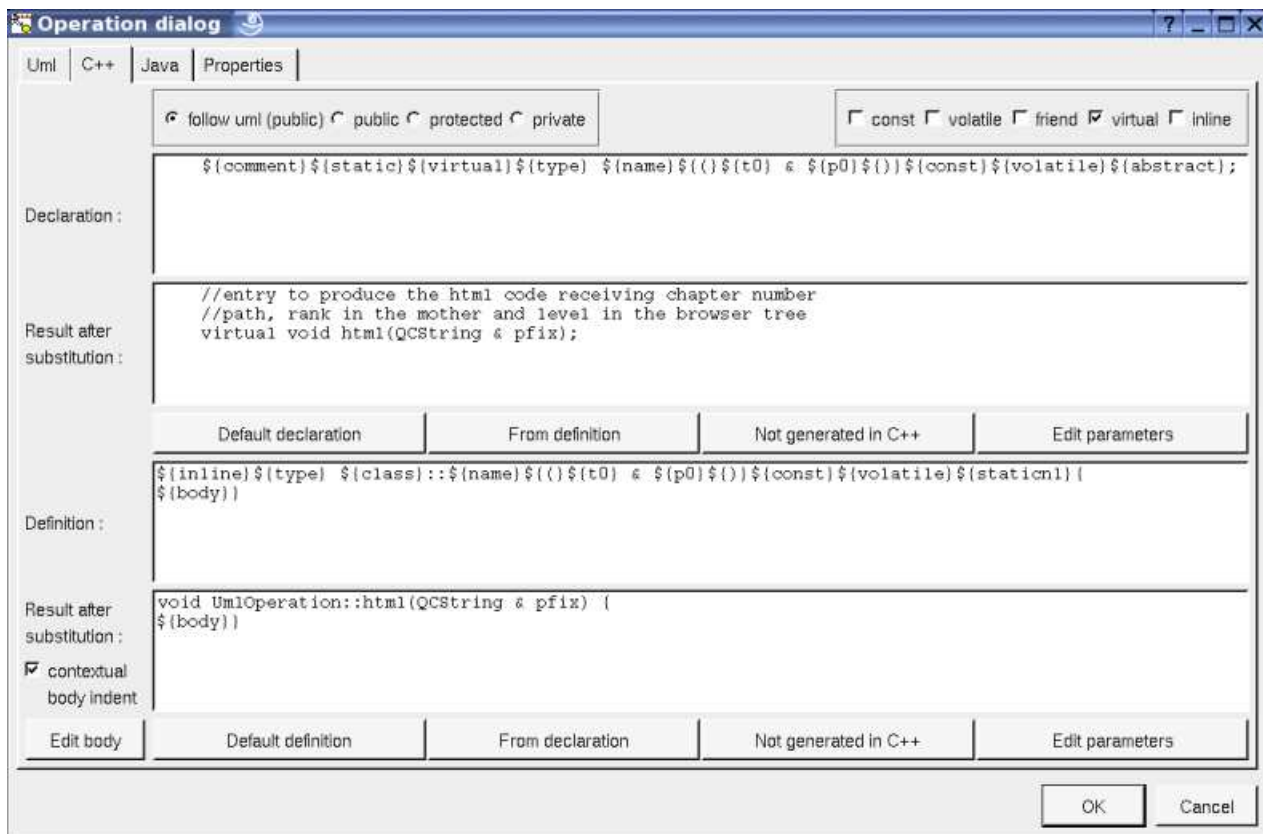 Operation dialog
Uml C++ Java Properties
follow uml (public) public protected private const volatile friend virtual inline
Declaration :
${comment}${static}${virtual}${type} ${name}${(}${t0} & ${p0}${)}${const}${volatile}${abstract};
Result after substitution :
//entry to produce the html code receiving chapter number
//path, rank in the mother and level in the browser tree
virtual void html(QCString & pfix);
Default declaration From definition Not generated in C++ Edit parameters
Definition :
${inline}${type} ${class}::${name}${(}${t0} & ${p0}${)}${const}${volatile}${staticnl}{
${body}}
Result after substitution :
void UmlOperation::html(QCString & pfix) {
${body}}
contextual
body indent
Edit body Default definition From declaration Not generated in C++ Edit parameters
OK Cancel